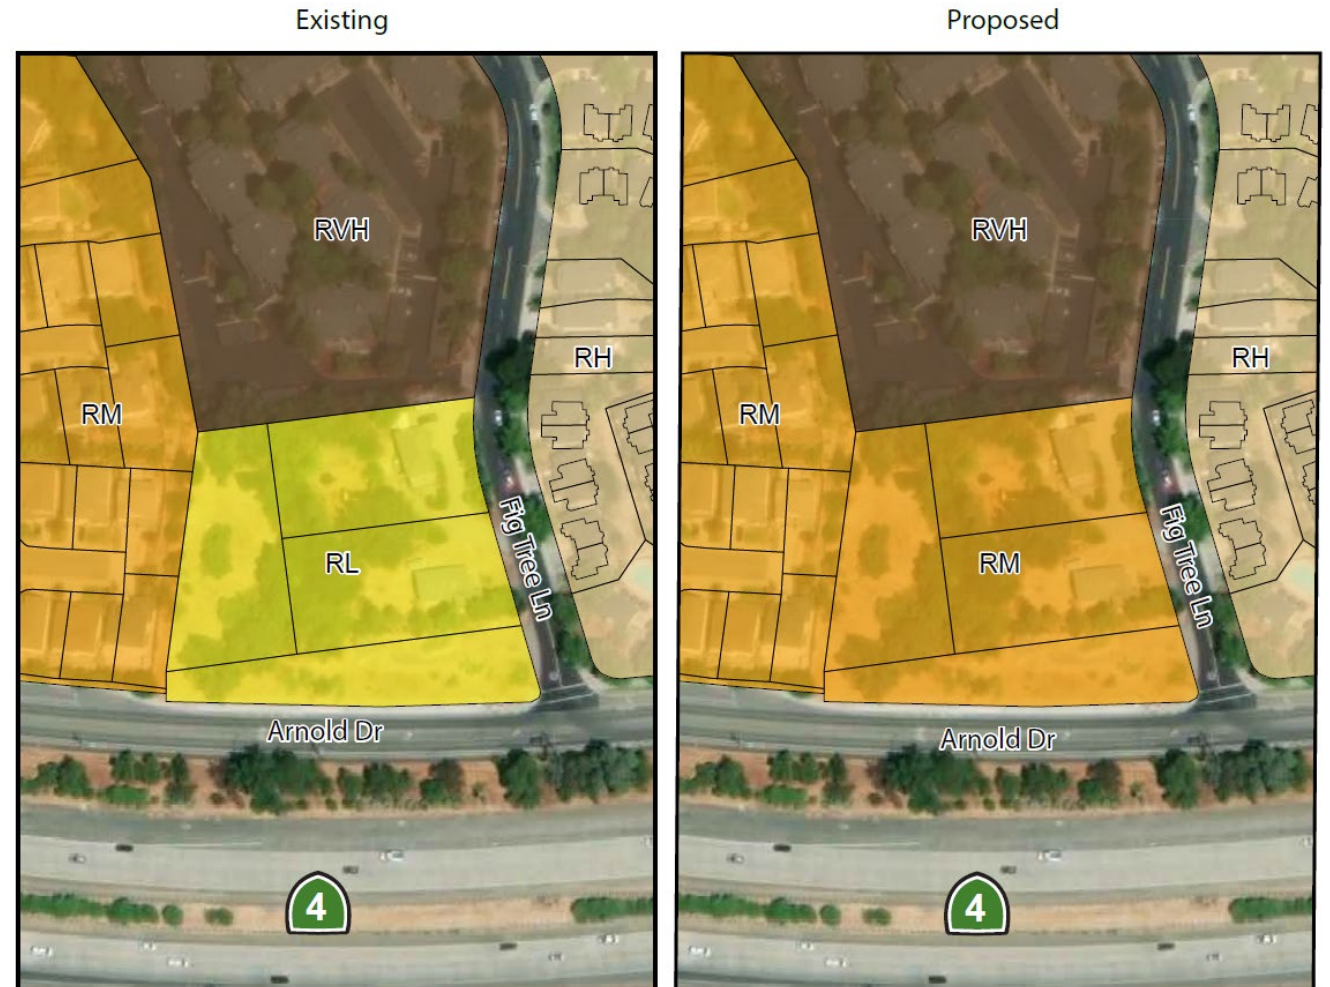 Existing
Proposed
RVH
RH
RM
RL
Fig Tree Ln
Arnold Dr
4
RVH
RH
RM
RM
Fig Tree Ln
Arnold Dr
4